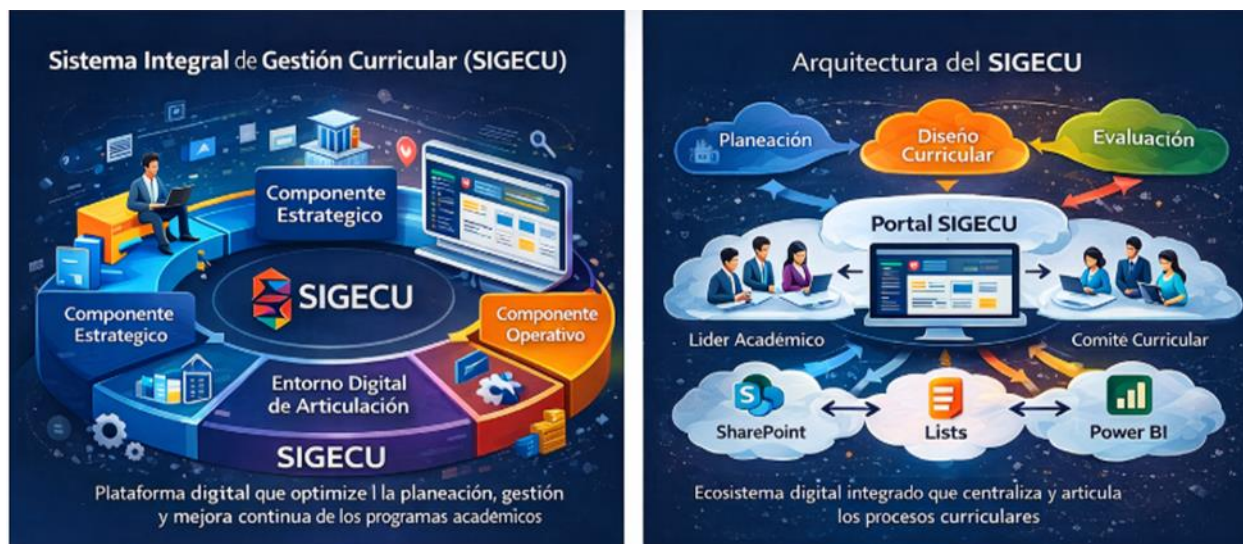 Sistema Integral de Gestión Curricular (SIGECU)
Componente
Estrategico
SIGECU
Componente
Estrategico
Componente
Operativo
Entorno Digital
de Articulación
SIGECU
Plataforma digital que optimize l la planeación, gestión
y mejora continua de los programas académicos
Arquitectura del SIGECU
Planeación
Diseño
Curricular
Evaluación
Portal SIGECU
Lider Académico
Comité Curricular
S
SharePoint
Lists
Power BI
Ecosistema digital integrado que centraliza y articula
los procesos curriculares